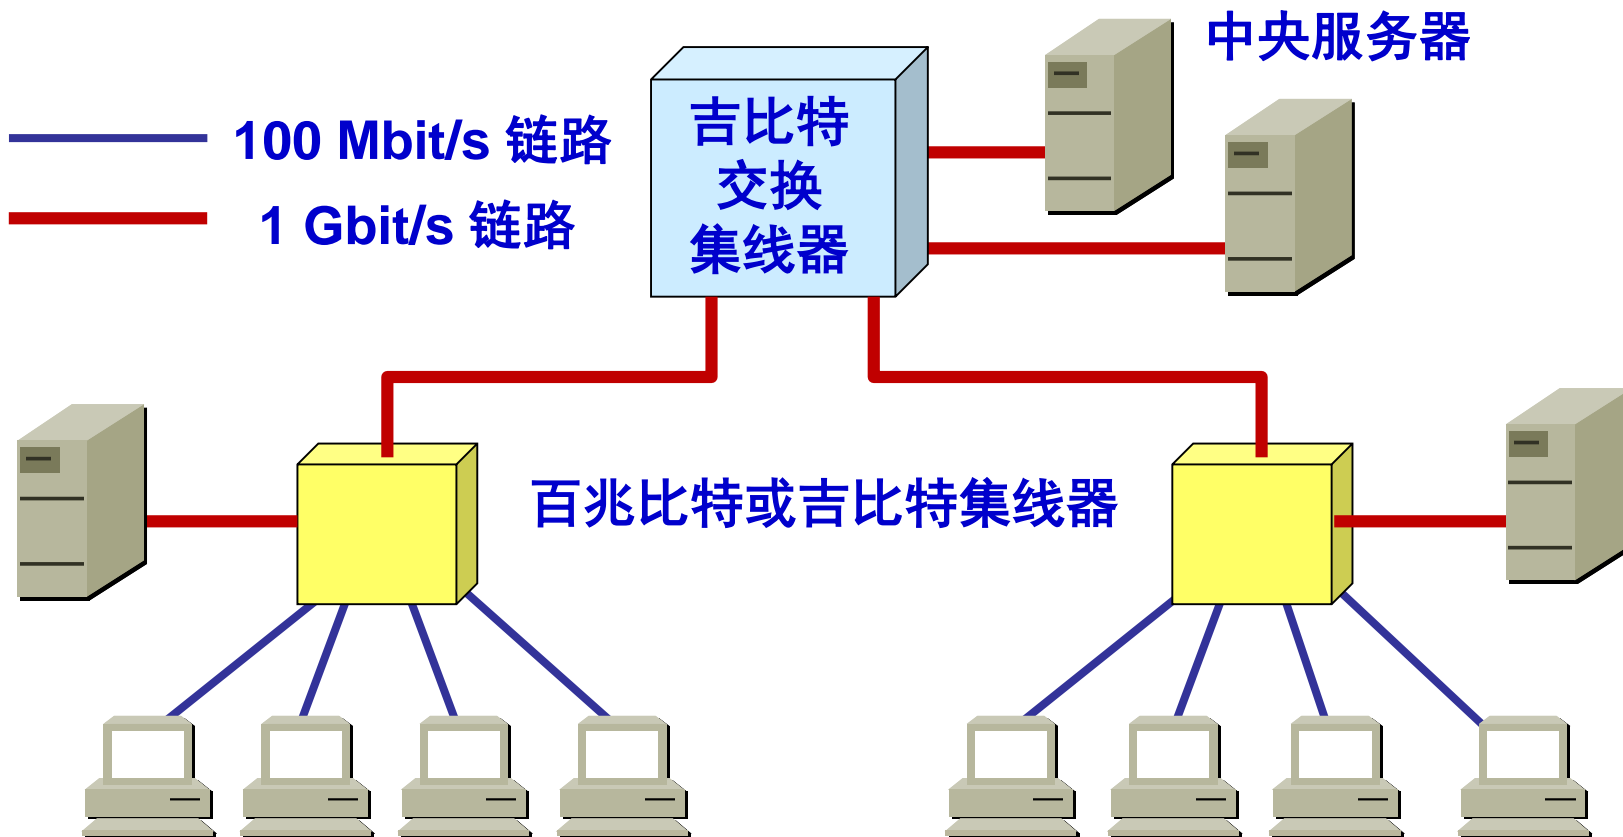 中央服务器
吉比特
交换
集线器
100 Mbit/s 链路
1 Gbit/s 链路
百兆比特或吉比特集线器